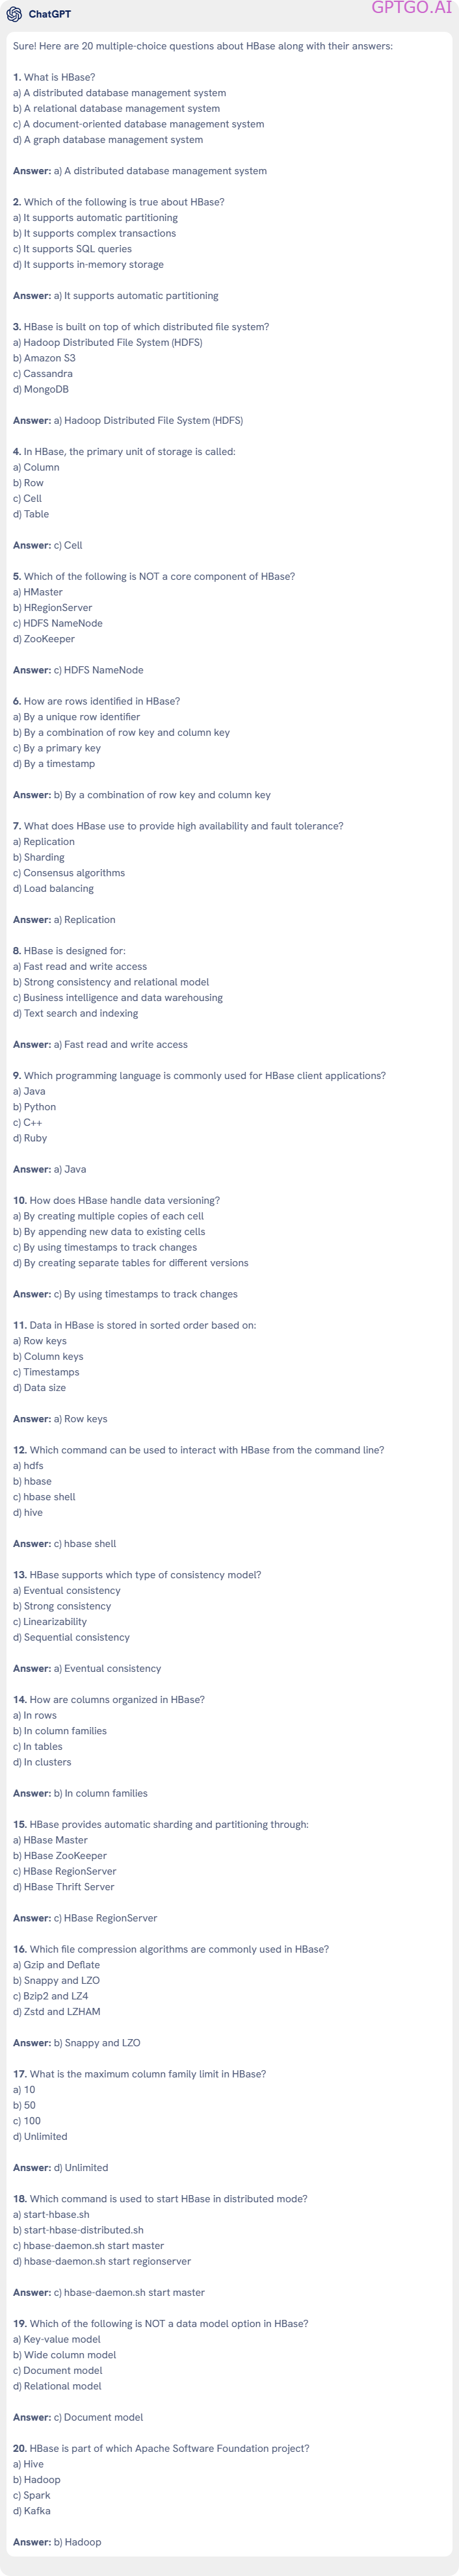 ChatGPT
GPTGO.AI
Sure! Here are 20 multiple-choice questions about HBase along with their answers:
1. What is HBase?
a) A distributed database management system
b) A relational database management system
c) A document-oriented database management system
d) A graph database management system
Answer: a) A distributed database management system
2. Which of the following is true about HBase?
a) It supports automatic partitioning
b) It supports complex transactions
c) It supports SQL queries
d) It supports in-memory storage
Answer: a) It supports automatic partitioning
3. HBase is built on top of which distributed file system?
a) Hadoop Distributed File System (HDFS)
b) Amazon S3
c) Cassandra
d) MongoDB
Answer: a) Hadoop Distributed File System (HDFS)
4. In HBase, the primary unit of storage is called:
a) Column
b) Row
c) Cell
d) Table
Answer: c) Cell
5. Which of the following is NOT a core component of HBase?
a) HMaster
b) HRegionServer
c) HDFS NameNode
d) ZooKeeper
Answer: c) HDFS NameNode
6. How are rows identified in HBase?
a) By a unique row identifier
b) By a combination of row key and column key
c) By a primary key
d) By a timestamp
Answer: b) By a combination of row key and column key
7. What does HBase use to provide high availability and fault tolerance?
a) Replication
b) Sharding
c) Consensus algorithms
d) Load balancing
Answer: a) Replication
8. HBase is designed for:
a) Fast read and write access
b) Strong consistency and relational model
c) Business intelligence and data warehousing
d) Text search and indexing
Answer: a) Fast read and write access
9. Which programming language is commonly used for HBase client applications?
a) Java
b) Python
c) C++
d) Ruby
Answer: a) Java
10. How does HBase handle data versioning?
a) By creating multiple copies of each cell
b) By appending new data to existing cells
c) By using timestamps to track changes
d) By creating separate tables for different versions
Answer: c) By using timestamps to track changes
11. Data in HBase is stored in sorted order based on:
a) Row keys
b) Column keys
c) Timestamps
d) Data size
Answer: a) Row keys
12. Which command can be used to interact with HBase from the command line?
a) hdfs
b) hbase
c) hbase shell
d) hive
Answer: c) hbase shell
13. HBase supports which type of consistency model?
a) Eventual consistency
b) Strong consistency
c) Linearizability
d) Sequential consistency
Answer: a) Eventual consistency
14. How are columns organized in HBase?
a) In rows
b) In column families
c) In tables
d) In clusters
Answer: b) In column families
15. HBase provides automatic sharding and partitioning through:
a) HBase Master
b) HBase ZooKeeper
c) HBase RegionServer
d) HBase Thrift Server
Answer: c) HBase RegionServer
16. Which file compression algorithms are commonly used in HBase?
a) Gzip and Deflate
b) Snappy and LZO
c) Bzip2 and LZ4
d) Zstd and LZHAM
Answer: b) Snappy and LZO
17. What is the maximum column family limit in HBase?
a) 10
b) 50
c) 100
d) Unlimited
Answer: d) Unlimited
18. Which command is used to start HBase in distributed mode?
a) start-hbase.sh
b) start-hbase-distributed.sh
c) hbase-daemon.sh start master
d) hbase-daemon.sh start regionserver
Answer: c) hbase-daemon.sh start master
19. Which of the following is NOT a data model option in HBase?
a) Key-value model
b) Wide column model
c) Document model
d) Relational model
Answer: c) Document model
20. HBase is part of which Apache Software Foundation project?
a) Hive
b) Hadoop
c) Spark
d) Kafka
Answer: b) Hadoop